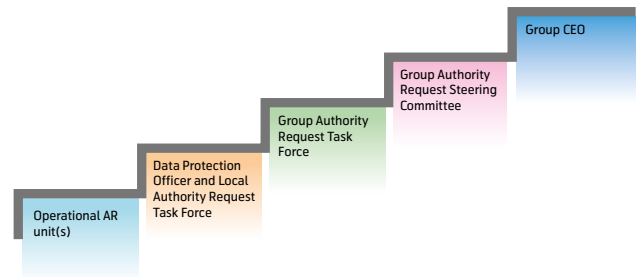 Operational AR
unit(s)
Data Protection
Officer and Local
Authority Request
Task Force
Group Authority
Request Task
Force
Group Authority
Request Steering
Committee
Group CEO